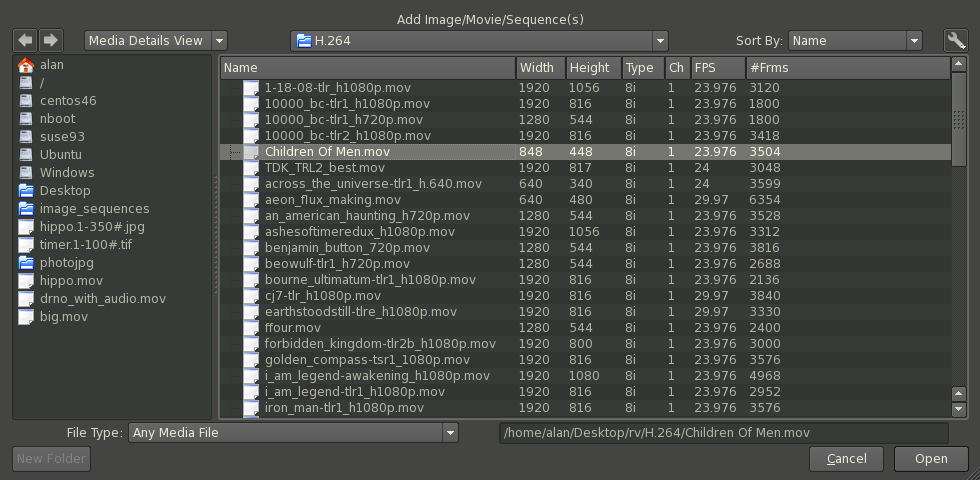 Add Image/Movie/Sequence(s)
Media Details View H.264 Sort By: Name
alan
/
centos46
nboot
suse93
Ubuntu
Windows
Desktop
image_sequences
hippo.1-350#.jpg
timer.1-100#.tif
photojpg
hippo.mov
drno_with_audio.mov
big.mov
Name Width Height Type Ch FPS #Frms
1-18-08-tlr_h1080p.mov 1920 1056 8i 1 23.976 3120
10000_bc-tlr1_h1080p.mov 1920 816 8i 1 23.976 1800
10000_bc-tlr1_h720p.mov 1280 544 8i 1 23.976 1800
10000_bc-tlr2_h1080p.mov 1920 816 8i 1 23.976 3418
Children Of Men.mov 848 448 8i 1 23.976 3504
TDK_TRL2_best.mov 1920 817 8i 1 24 3048
across_the_universe-tlr1_h.640.mov 640 340 8i 1 24 3599
aeon_flux_making.mov 640 480 8i 1 29.97 6354
an_american_haunting_h720p.mov 1280 544 8i 1 23.976 3528
ashesoftimeredux_h1080p.mov 1920 1056 8i 1 23.976 3312
benjamin_button_720p.mov 1280 544 8i 1 23.976 3816
beowulf-tlr1_h720p.mov 1280 544 8i 1 23.976 2688
bourne_ultimatum-tlr1_h1080p.mov 1920 816 8i 1 23.976 2136
cj7-tlr_h1080p.mov 1920 816 8i 1 29.97 3840
earthstoodstill-tlre_h1080p.mov 1920 816 8i 1 29.97 3330
ffour.mov 1280 544 8i 1 23.976 2400
forbidden_kingdom-tlr2b_h1080p.mov 1920 800 8i 1 23.976 3000
golden_compass-tsr1_1080p.mov 1920 816 8i 1 23.976 3576
i_am_legend-awakening_h1080p.mov 1920 1080 8i 1 23.976 4968
i_am_legend-tlr1_h1080p.mov 1920 816 8i 1 23.976 2952
iron_man-tlr1_h1080p.mov 1920 816 8i 1 23.976 3576
File Type: Any Media File /home/alan/Desktop/rv/H.264/Children Of Men.mov
New Folder Cancel Open